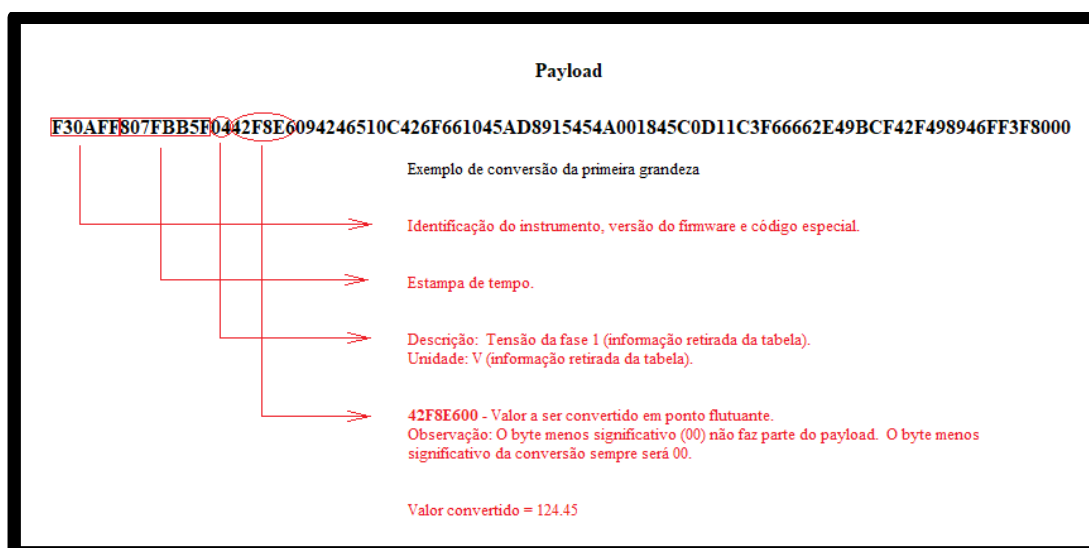 Payload
F30AFF807FBB5F0442F8E6094246510C426F661045AD8915454A001845C0D11C3F66662E49BCF42F498946FF3F8000
Exemplo de conversão da primeira grandeza
Identificação do instrumento, versão do firmware e código especial.
Estampa de tempo.
Descrição: Tensão da fase 1 (informação retirada da tabela).
Unidade: V (informação retirada da tabela).
42F8E600 - Valor a ser convertido em ponto flutuante.
Observação: O byte menos significativo (00) não faz parte do payload. O byte menos
significativo da conversão sempre será 00.
Valor convertido = 124.45